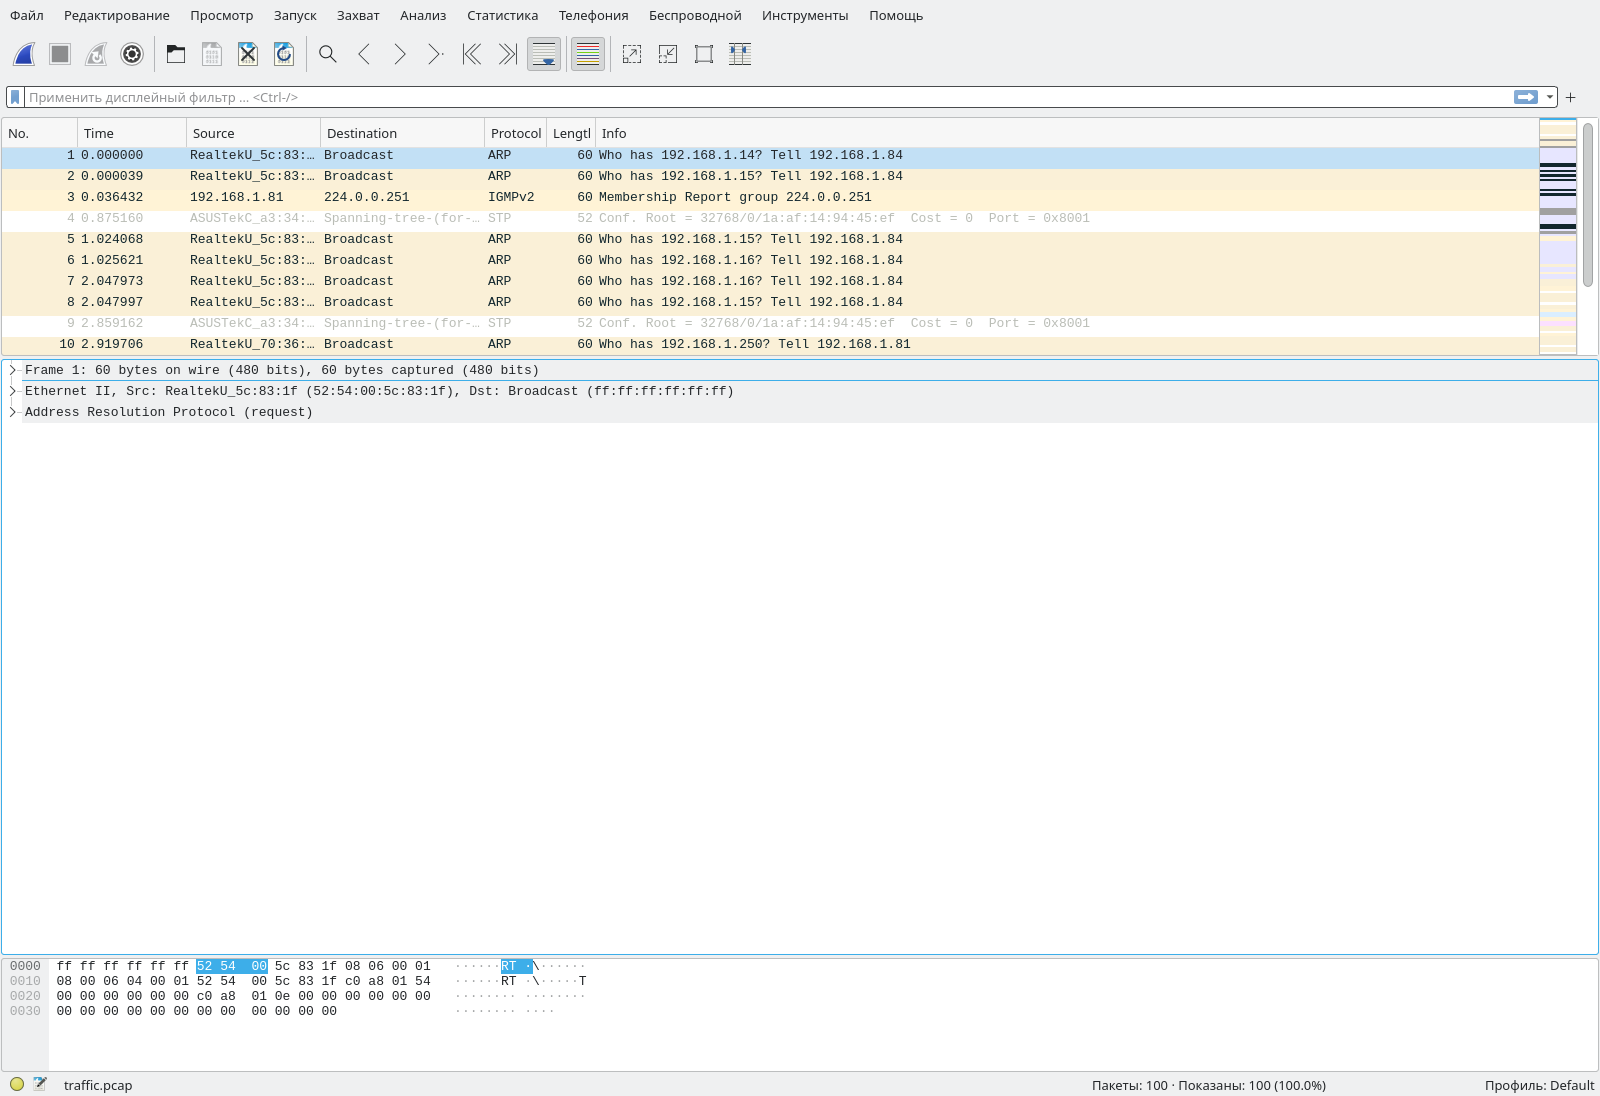 Файл Редактирование Просмотр Запуск Захват Анализ Статистика Телефония Беспроводной Инструменты Помощь
Применить дисплейный фильтр ... <Ctrl-/>
No. Time Source Destination Protocol Lengtl Info
1 0.000000 RealtekU_5c:83:… Broadcast ARP 60 Who has 192.168.1.14? Tell 192.168.1.84
2 0.000039 RealtekU_5c:83:… Broadcast ARP 60 Who has 192.168.1.15? Tell 192.168.1.84
3 0.036432 192.168.1.81 224.0.0.251 IGMPv2 60 Membership Report group 224.0.0.251
4 0.875160 ASUSTekC_a3:34:… Spanning-tree-(for-… STP 52 Conf. Root = 32768/0/1a:af:14:94:45:ef Cost = 0 Port = 0x8001
5 1.024068 RealtekU_5c:83:… Broadcast ARP 60 Who has 192.168.1.15? Tell 192.168.1.84
6 1.025621 RealtekU_5c:83:… Broadcast ARP 60 Who has 192.168.1.16? Tell 192.168.1.84
7 2.047973 RealtekU_5c:83:… Broadcast ARP 60 Who has 192.168.1.16? Tell 192.168.1.84
8 2.047997 RealtekU_5c:83:… Broadcast ARP 60 Who has 192.168.1.15? Tell 192.168.1.84
9 2.859162 ASUSTekC_a3:34:… Spanning-tree-(for-… STP 52 Conf. Root = 32768/0/1a:af:14:94:45:ef Cost = 0 Port = 0x8001
10 2.919706 RealtekU_70:36:… Broadcast ARP 60 Who has 192.168.1.250? Tell 192.168.1.81
Frame 1: 60 bytes on wire (480 bits), 60 bytes captured (480 bits)
Ethernet II, Src: RealtekU_5c:83:1f (52:54:00:5c:83:1f), Dst: Broadcast (ff:ff:ff:ff:ff:ff)
Address Resolution Protocol (request)
0000 ff ff ff ff ff ff 52 54 00 5c 83 1f 08 06 00 01 ······RT ·\······
0010 08 00 06 04 00 01 52 54 00 5c 83 1f c0 a8 01 54 ······RT ·\·····T
0020 00 00 00 00 00 00 c0 a8 01 0e 00 00 00 00 00 00 ········ ········
0030 00 00 00 00 00 00 00 00 00 00 00 00 ········ ····
traffic.pcap Пакеты: 100 · Показаны: 100 (100.0%) Профиль: Default